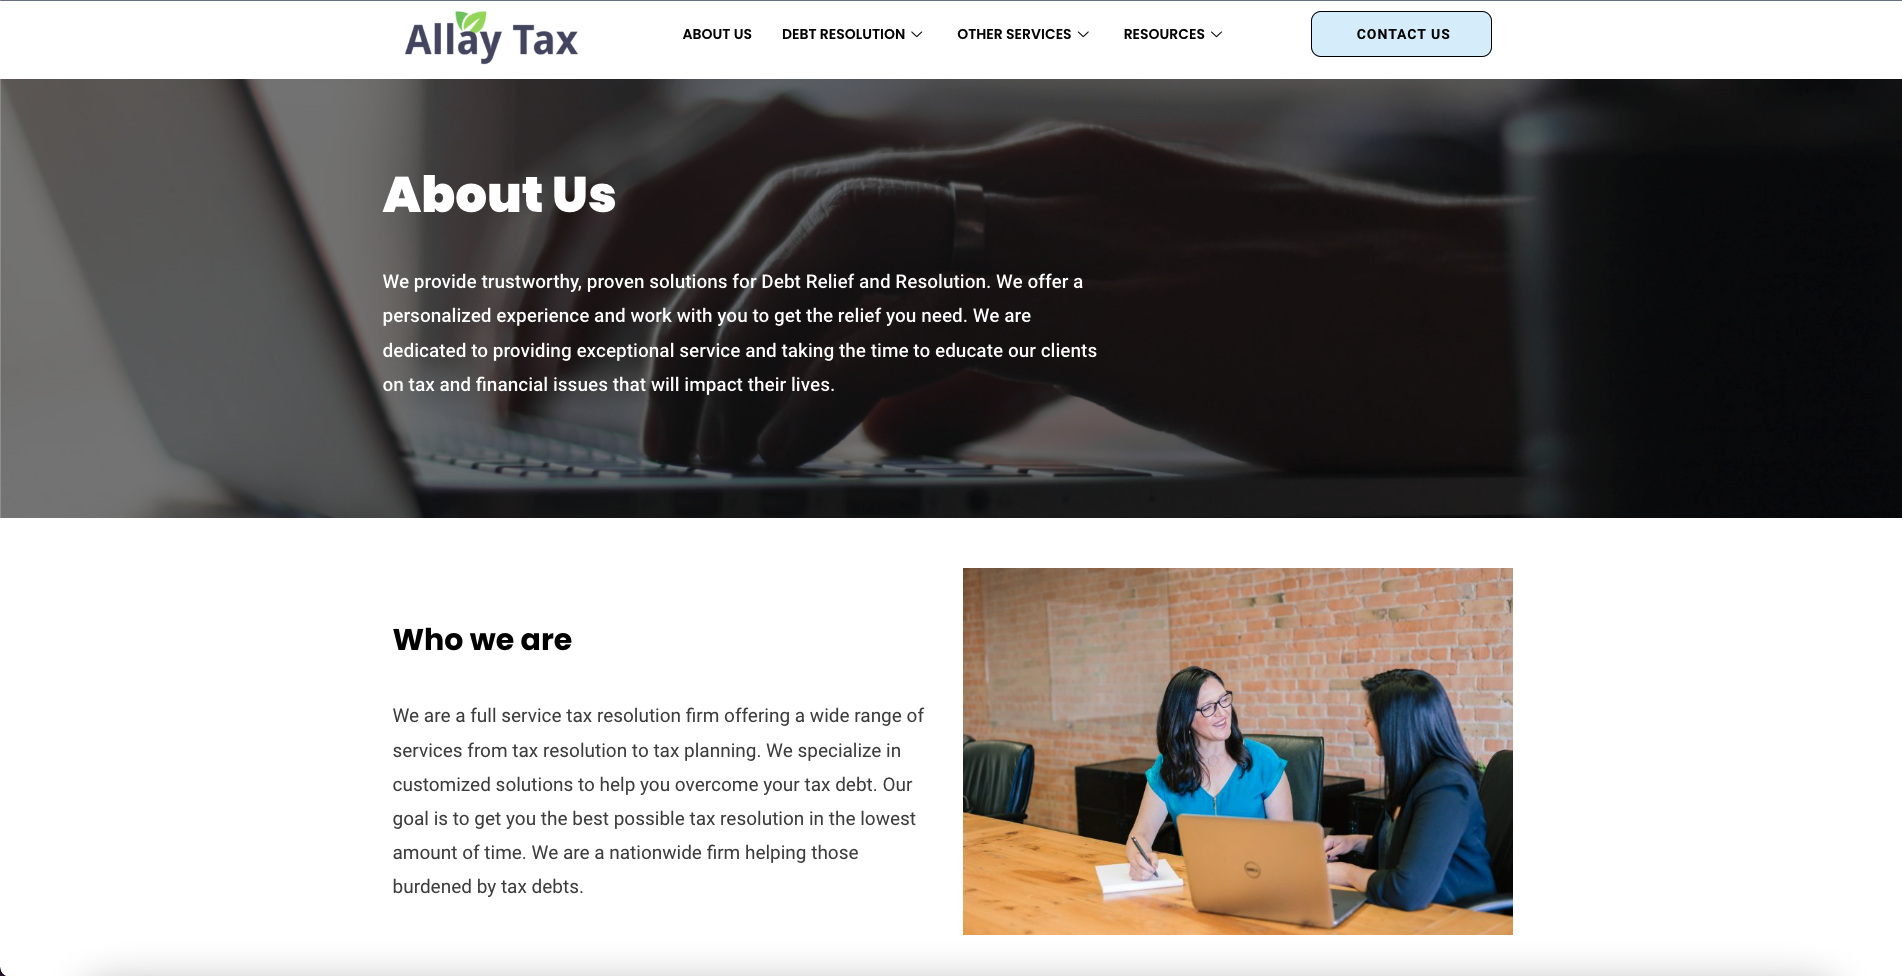 Allay Tax
ABOUT US
DEBT RESOLUTION
OTHER SERVICES
RESOURCES
CONTACT US
About Us
We provide trustworthy, proven solutions for Debt Relief and Resolution. We offer a
personalized experience and work with you to get the relief you need. We are
dedicated to providing exceptional service and taking the time to educate our clients
on tax and financial issues that will impact their lives.
Who we are
We are a full service tax resolution firm offering a wide range of
services from tax resolution to tax planning. We specialize in
customized solutions to help you overcome your tax debt. Our
goal is to get you the best possible tax resolution in the lowest
amount of time. We are a nationwide firm helping those
burdened by tax debts.
DELL